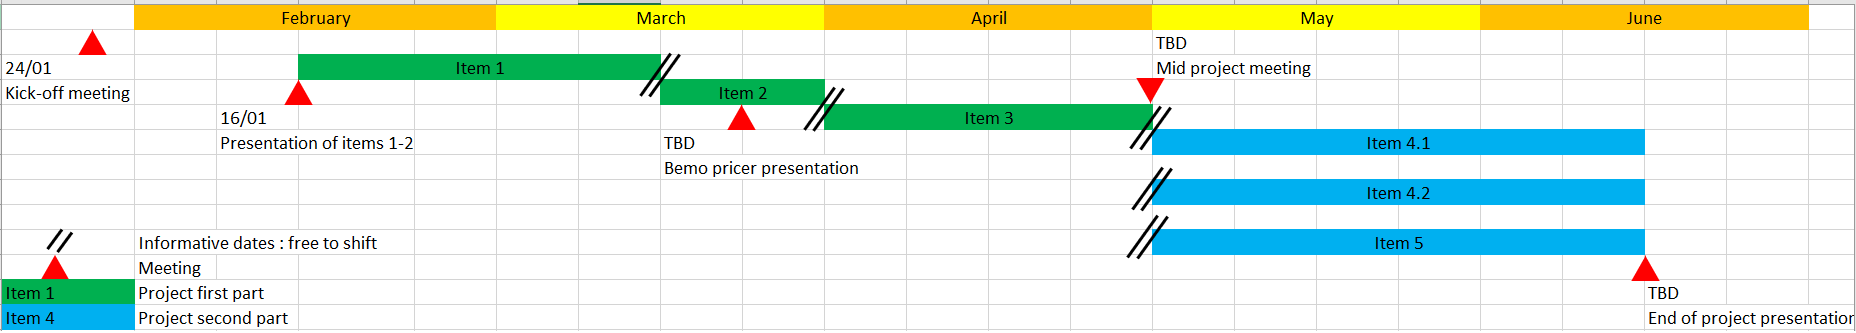 February March April May June
TBD
24/01 Item 1 Mid project meeting
Kick-off meeting Item 2
16/01 Item 3
Presentation of items 1-2 TBD Item 4.1
Bemo pricer presentation
Item 4.2
Informative dates : free to shift Item 5
Meeting
Item 1 Project first part TBD
Item 4 Project second part End of project presentation